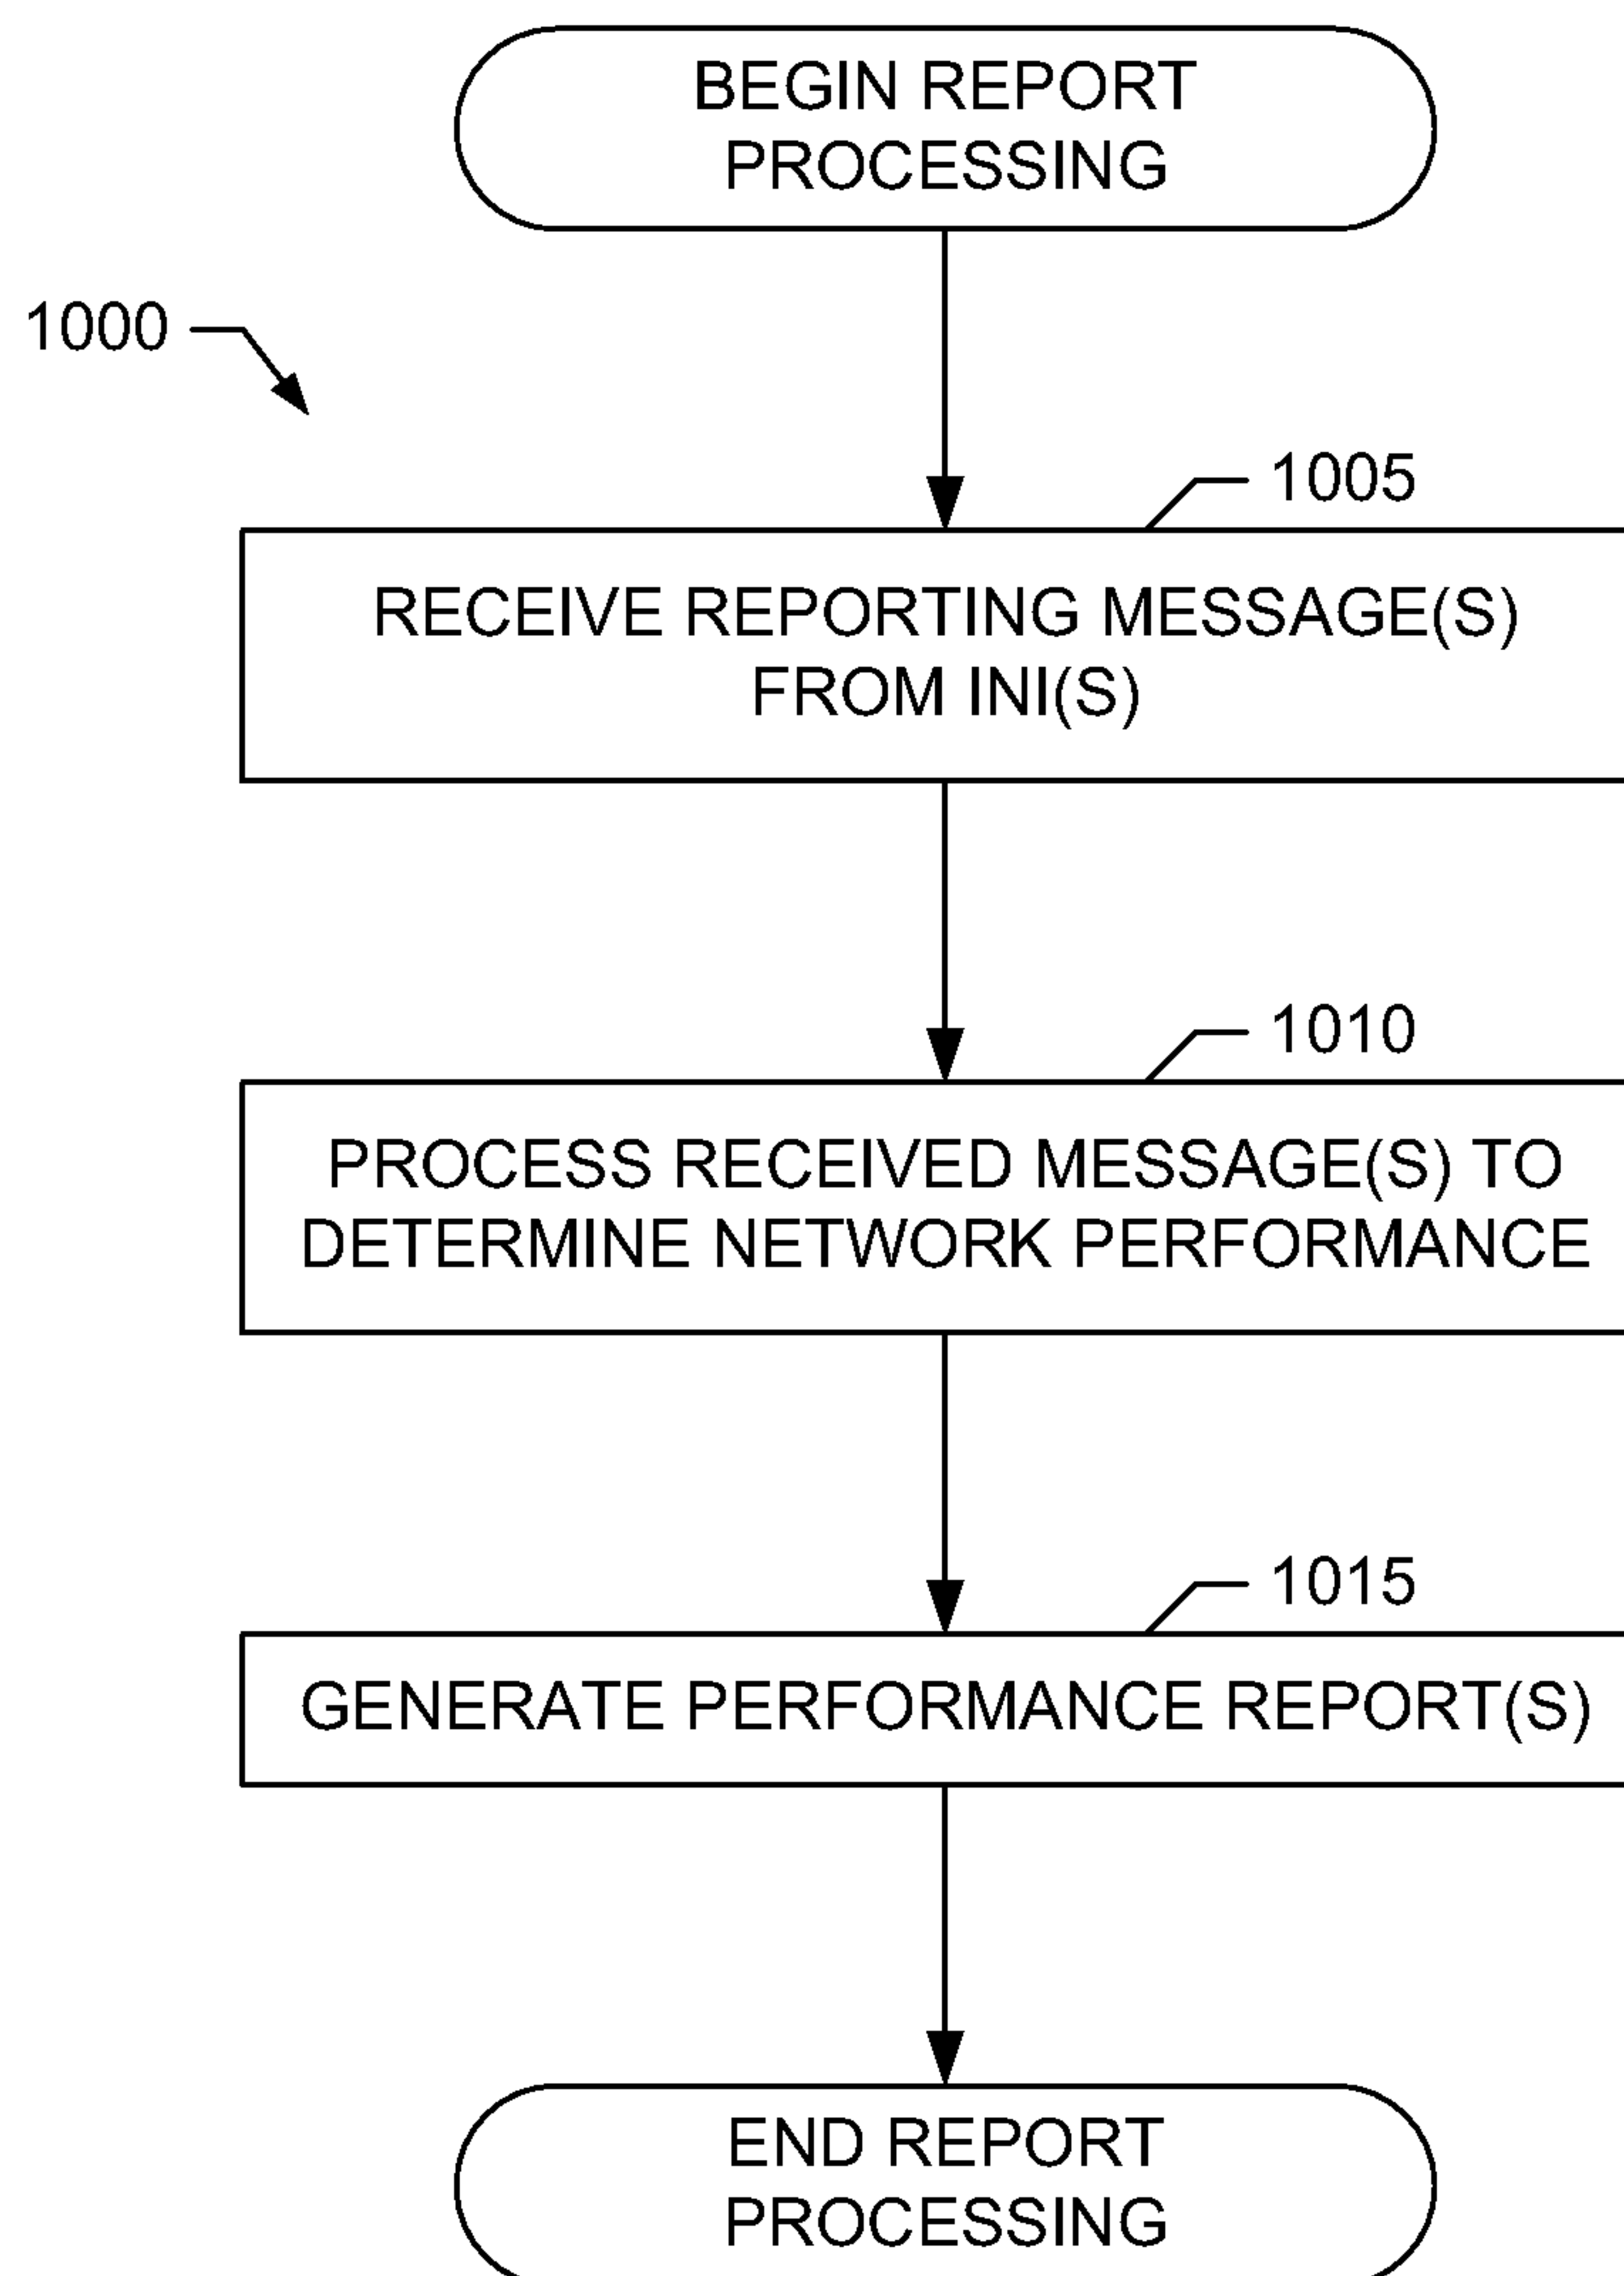 BEGIN REPORT
PROCESSING
1000
1005
RECEIVE REPORTING MESSAGE(S)
FROM INI(S)
1010
PROCESS RECEIVED MESSAGE(S) TO
DETERMINE NETWORK PERFORMANCE
1015
GENERATE PERFORMANCE REPORT(S)
END REPORT
PROCESSING